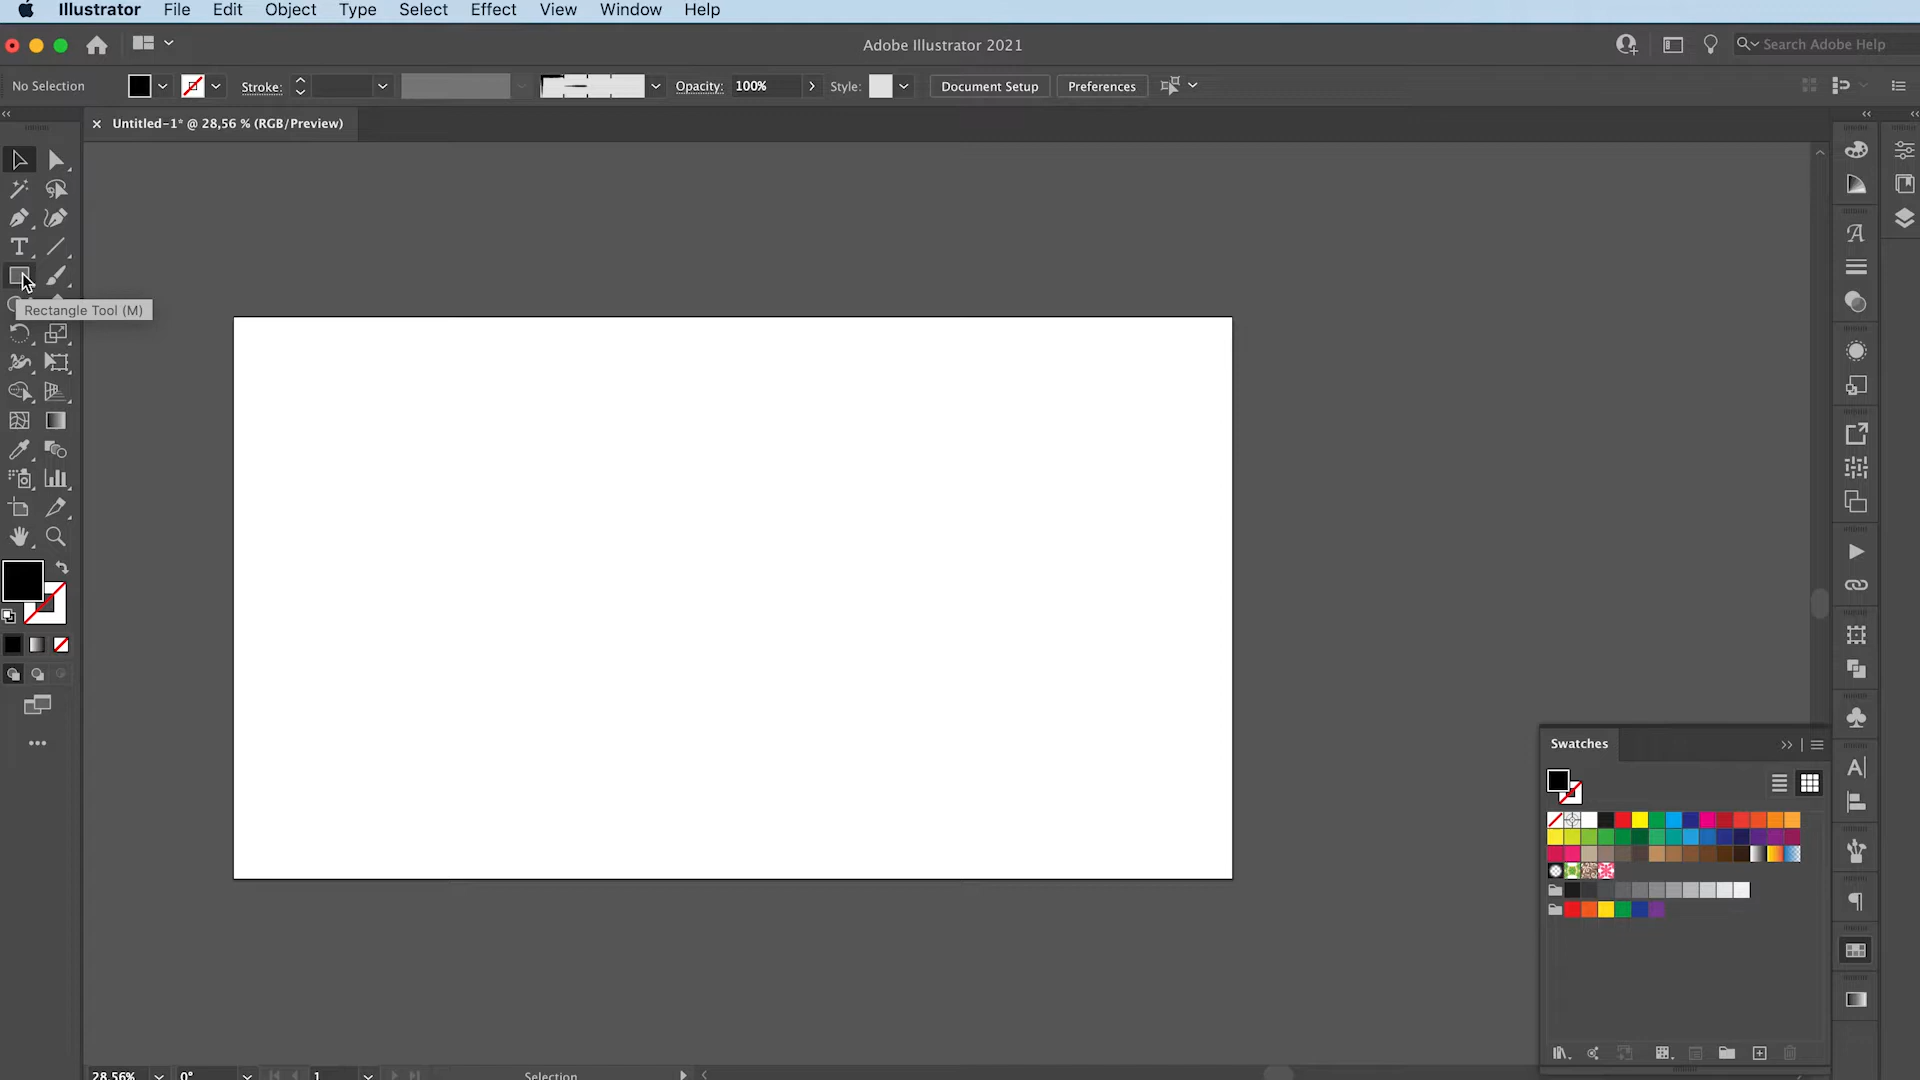 Illustrator File Edit Object Type Select Effect View Window Help
Adobe Illustrator 2021
Search Adobe Help
No Selection Stroke: Opacity: 100% Style: Document Setup Preferences
Untitled-1* @ 28,56 % (RGB/Preview)
Rectangle Tool (M)
Swatches
28,56% 0° 1 Selection